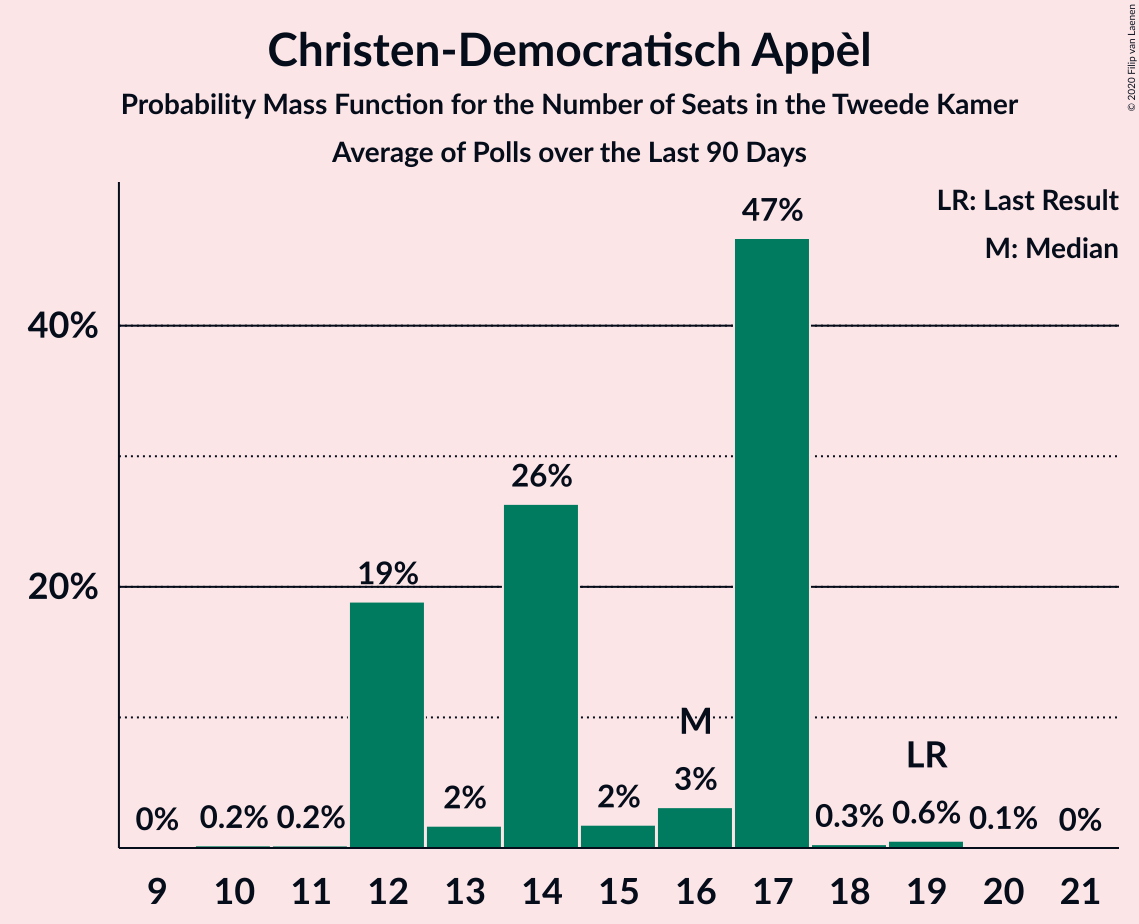 Christen-Democratisch Appèl
Probability Mass Function for the Number of Seats in the Tweede Kamer
Average of Polls over the Last 90 Days
© 2020 Filip van Laenen
LR: Last Result
M: Median
47%
40%
26%
20%
19%
M
LR
0% 0.2% 0.2% 2% 2% 3% 0.3% 0.6% 0.1% 0%
9 10 11 12 13 14 15 16 17 18 19 20 21